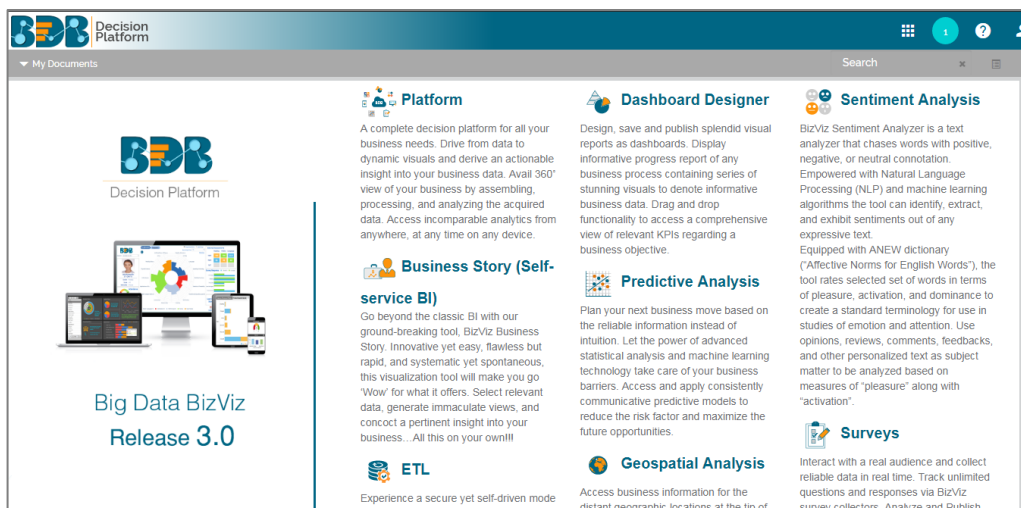 BDB Decision
Platform
1
?
My Documents
Search
BDB
Decision Platform
Big Data BizViz
Release 3.0
Platform
A complete decision platform for all your
business needs. Drive from data to
dynamic visuals and derive an actionable
insight into your business data. Avail 360°
view of your business by assembling,
processing, and analyzing the acquired
data. Access incomparable analytics from
anywhere, at any time on any device.
Business Story (Self-
service BI)
Go beyond the classic BI with our
ground-breaking tool, BizViz Business
Story. Innovative yet easy, flawless but
rapid, and systematic yet spontaneous,
this visualization tool will make you go
‘Wow’ for what it offers. Select relevant
data, generate immaculate views, and
concoct a pertinent insight into your
business…All this on your own!!!
ETL
Experience a secure yet self-driven mode
Dashboard Designer
Design, save and publish splendid visual
reports as dashboards. Display
informative progress report of any
business process containing series of
stunning visuals to denote informative
business data. Drag and drop
functionality to access a comprehensive
view of relevant KPIs regarding a
business objective.
Predictive Analysis
Plan your next business move based on
the reliable information instead of
intuition. Let the power of advanced
statistical analysis and machine learning
technology take care of your business
barriers. Access and apply consistently
communicative predictive models to
reduce the risk factor and maximize the
future opportunities.
Geospatial Analysis
Access business information for the
distant geographic locations at the tip of
Sentiment Analysis
BizViz Sentiment Analyzer is a text
analyzer that chases words with positive,
negative, or neutral connotation.
Empowered with Natural Language
Processing (NLP) and machine learning
algorithms the tool can identify, extract,
and exhibit sentiments out of any
expressive text.
Equipped with ANEW dictionary
(“Affective Norms for English Words”), the
tool rates selected set of words in terms
of pleasure, activation, and dominance to
create a standard terminology for use in
studies of emotion and attention. Use
opinions, reviews, comments, feedbacks,
and other personalized text as subject
matter to be analyzed based on
measures of “pleasure” along with
“activation”.
Surveys
Interact with a real audience and collect
reliable data in real time. Track unlimited
questions and responses via BizViz
survey collectors. Analyze and Publish